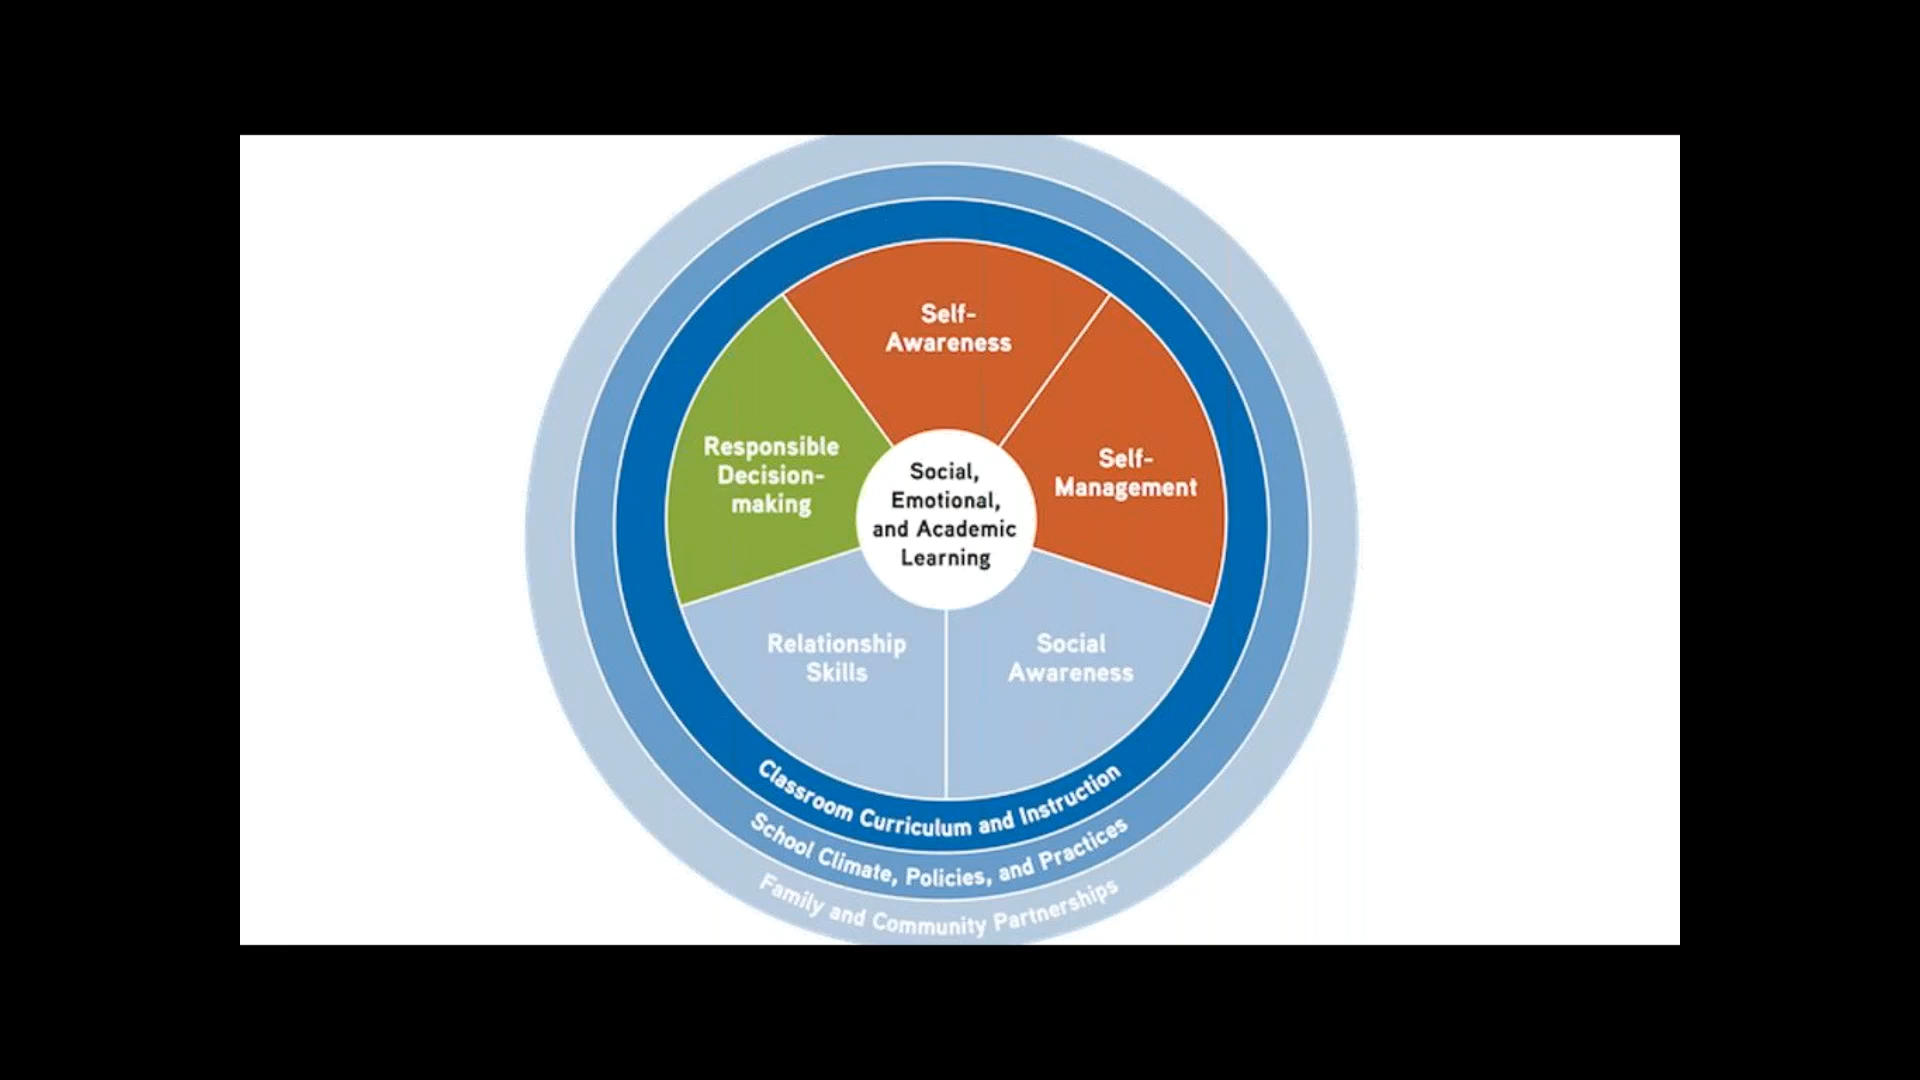 Self-
Awareness
Self-
Management
Responsible
Decision-
making
Social,
Emotional,
and Academic
Learning
Relationship
Skills
Social
Awareness
Classroom Curriculum and Instruction
School Climate, Policies, and Practices
Family and Community Partnerships